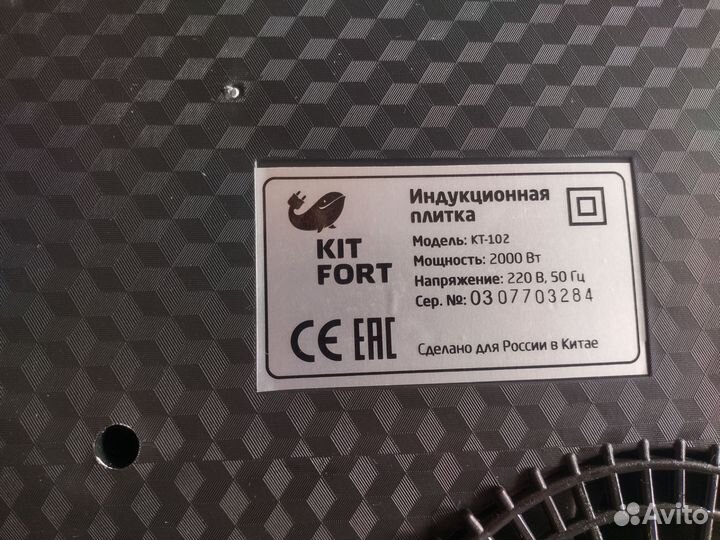 KIT
FORT
Индукционная
плитка
Модель: КТ-102
Мощность: 2000 Вт
Напряжение: 220 В, 50 Гц
Сер. №: 0307703284
CE EAC
Сделано для России в Китае
Avito